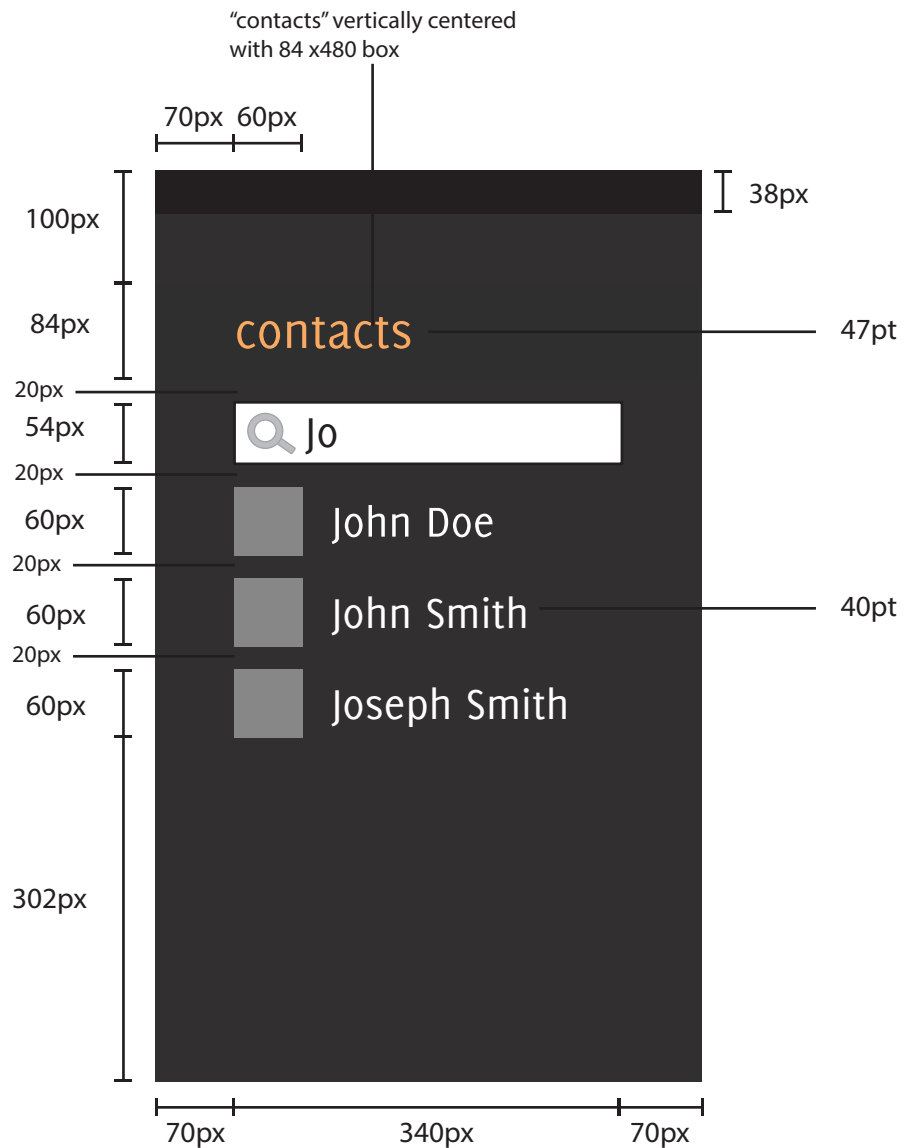 “contacts” vertically centered
with 84 x480 box
70px 60px
38px
100px
84px
contacts
47pt
20px
54px
Jo
20px
60px
John Doe
20px
60px
John Smith
40pt
20px
60px
Joseph Smith
302px
70px 340px 70px